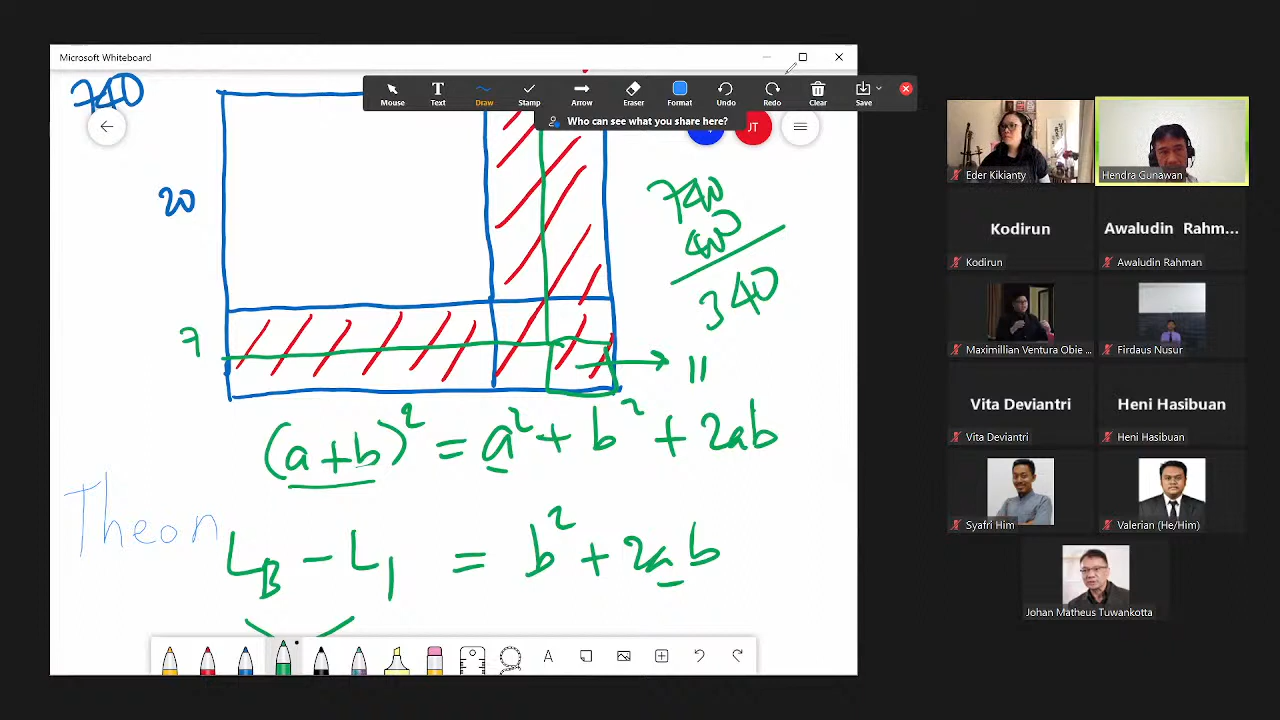 Microsoft Whiteboard
740
Mouse
Text
Draw
Stamp
Arrow
Eraser
Format
Undo
Redo
Clear
Save
Who can see what you share here?
JT
20
740
400
340
7
11
(a+b)² = a² + b² + 2ab
Theon
L_B - L_1 = b² + 2ab
A
Eder Kikianty
Hendra Gunawan
Kodirun
Kodirun
Awaludin Rahm...
Awaludin Rahman
Maximillian Ventura Obie ...
Firdaus Nusur
Vita Deviantri
Vita Deviantri
Heni Hasibuan
Heni Hasibuan
Syafri Him
Valerian (He/Him)
Johan Matheus Tuwankotta